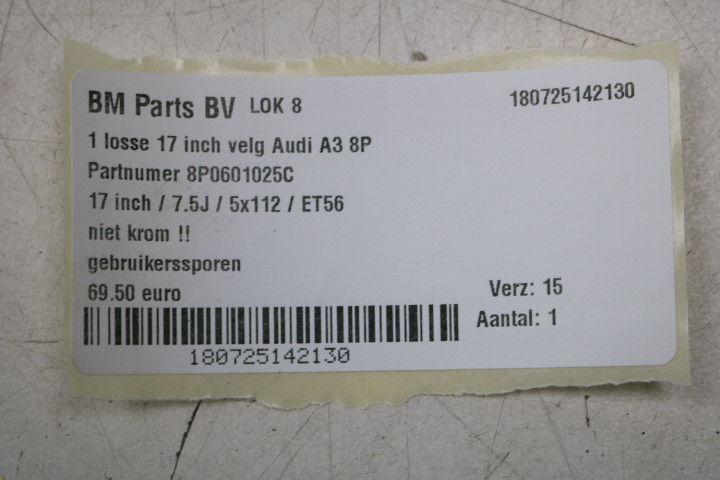 BM Parts BV LOK 8 180725142130
1 losse 17 inch velg Audi A3 8P
Partnumer 8P0601025C
17 inch / 7.5J / 5x112 / ET56
niet krom !!
gebruikerssporen
69.50 euro Verz: 15
Aantal: 1
180725142130